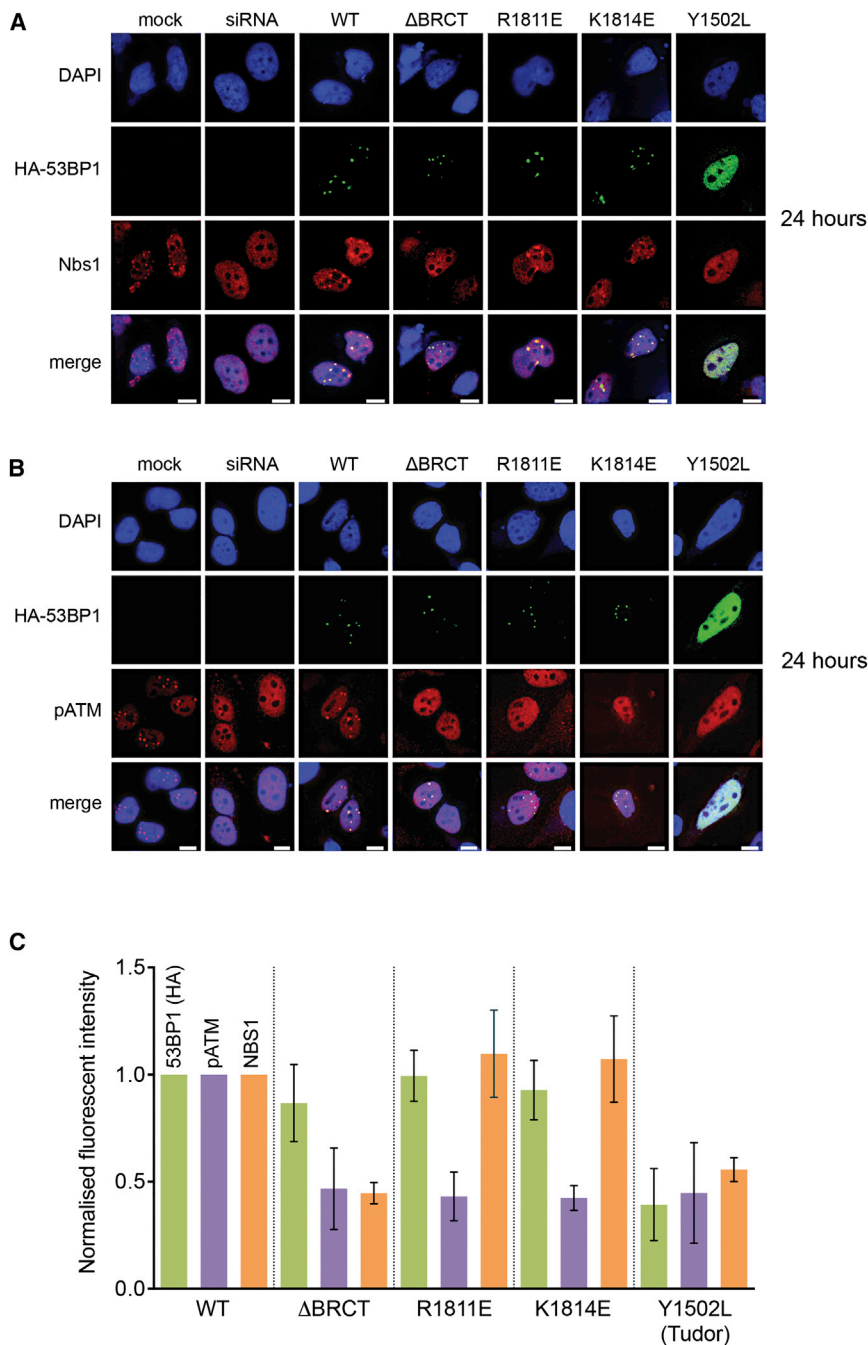 A
mock siRNA WT ΔBRCT R1811E K1814E Y1502L
DAPI
HA-53BP1
Nbs1
merge
24 hours
B
mock siRNA WT ΔBRCT R1811E K1814E Y1502L
DAPI
HA-53BP1
pATM
merge
24 hours
C
Normalised fluorescent intensity
1.5
1.0
0.5
0.0
53BP1 (HA)
pATM
NBS1
WT ΔBRCT R1811E K1814E Y1502L
(Tudor)